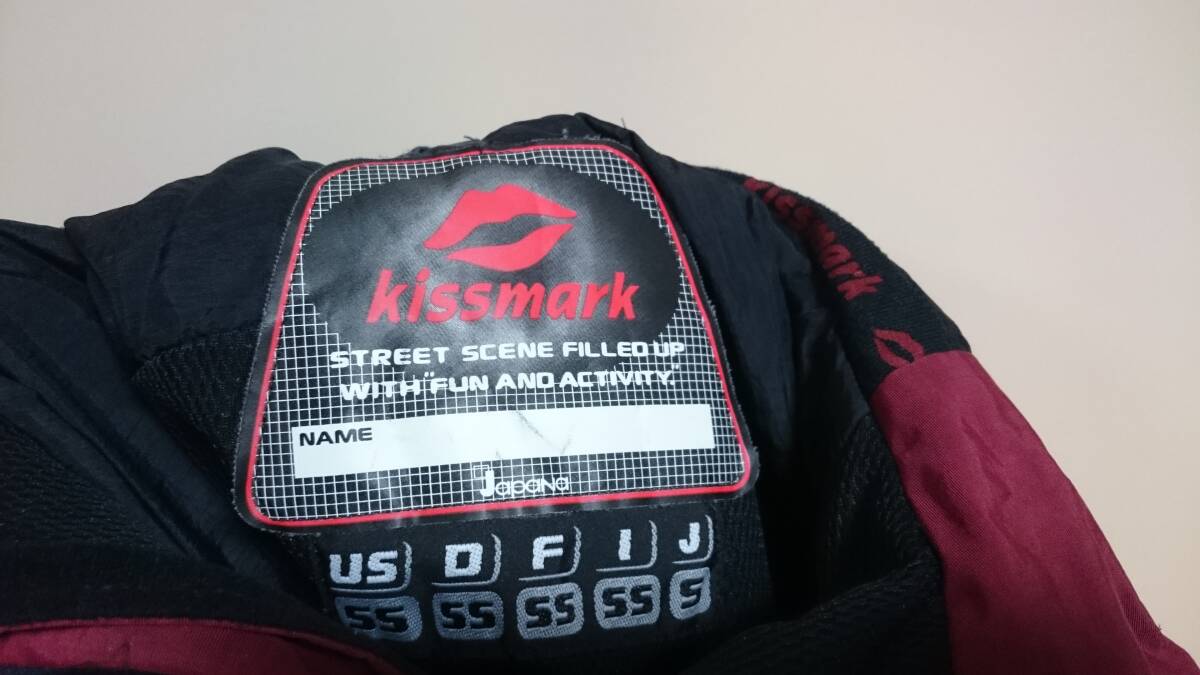 kissmark
STREET SCENE FILLED UP
WITH "FUN AND ACTIVITY."
NAME
Japana
US D F I J
SS SS SS SS S
kissmark